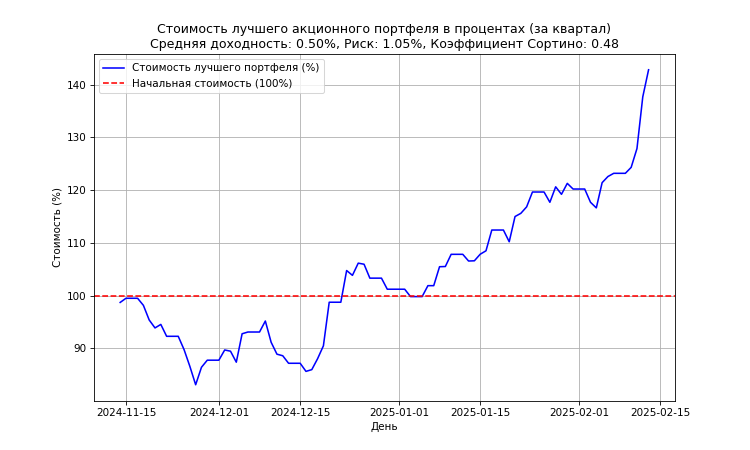 Стоимость лучшего акционного портфеля в процентах (за квартал)
Средняя доходность: 0.50%, Риск: 1.05%, Коэффициент Сортино: 0.48
Стоимость лучшего портфеля (%)
Начальная стоимость (100%)
Стоимость (%)
140
130
120
110
100
90
2024-11-15
2024-12-01
2024-12-15
2025-01-01
2025-01-15
2025-02-01
2025-02-15
День